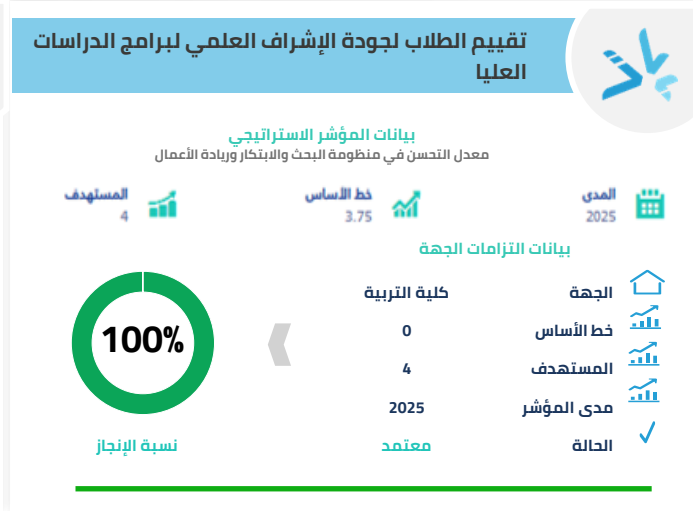 تقييم الطلاب لجودة الإشراف العلمي لبرامج الدراسات
العليا
بيانات المؤشر الاستراتيجي
معدل التحسن في منظومة البحث والابتكار وريادة الأعمال
المدى
2025
خط الأساس
3.75
المستهدف
4
بيانات التزامات الجهة
الجهة
كلية التربية
خط الأساس
0
المستهدف
4
مدى المؤشر
2025
الحالة
معتمد
100%
نسبة الإنجاز